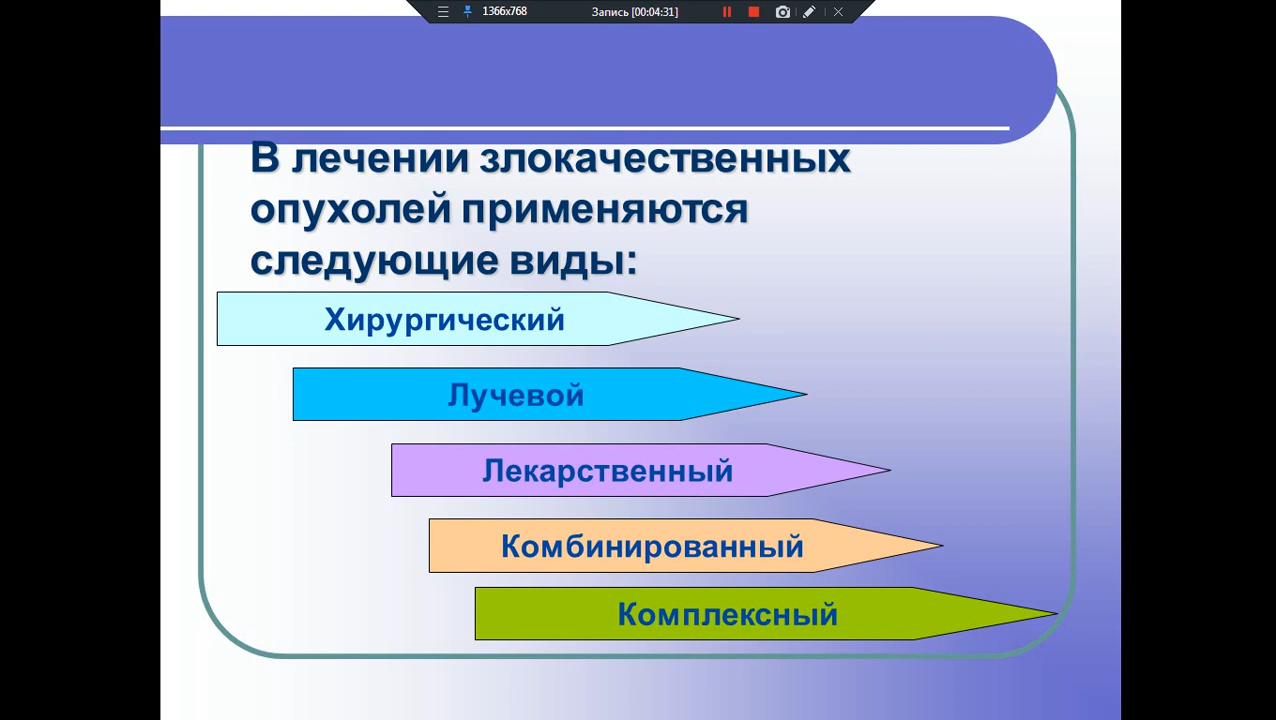 1366x768
Запись [00:04:31]
В лечении злокачественных
опухолей применяются
следующие виды:
Хирургический
Лучевой
Лекарственный
Комбинированный
Комплексный